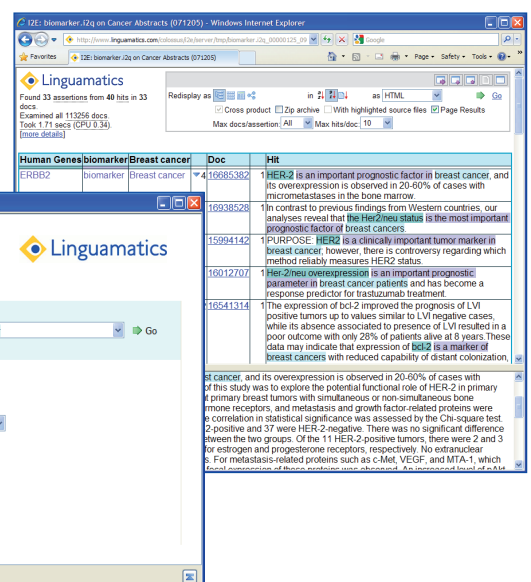 I2E: biomarker.i2q on Cancer Abstracts (071205) - Windows Internet Explorer
http://www.linguamatics.com/colossus/i2e/server/tmp/biomarker.i2q_00000125_09
Google
Favorites
I2E: biomarker.i2q on Cancer Abstracts (071205)
Page Safety Tools
Linguamatics
Found 33 assertions from 40 hits in 33 docs.
Examined all 113256 docs.
Took 1.71 secs (CPU 0.34).
[more details]
Redisplay as in as HTML Go
Cross product Zip archive With highlighted source files Page Results
Max docs/assertion: All Max hits/doc: 10
Human Genes biomarker Breast cancer Doc Hit
ERBB2 biomarker Breast cancer 4 16685382 1 HER-2 is an important prognostic factor in breast cancer, and
its overexpression is observed in 20-60% of cases with
micrometastases in the bone marrow.
16938528 1 In contrast to previous findings from Western countries, our
analyses reveal that the Her2/neu status is the most important
prognostic factor of breast cancers.
15994142 1 PURPOSE: HER2 is a clinically important tumor marker in
breast cancer; however, there is controversy regarding which
method reliably measures HER2 status.
16012707 1 Her-2/neu overexpression is an important prognostic
parameter in breast cancer patients and has become a
response predictor for trastuzumab treatment.
16541314 1 The expression of bcl-2 improved the prognosis of LVI
positive tumors up to values similar to LVI negative cases,
while its absence associated to presence of LVI resulted in a
poor outcome with only 28% of patients alive at 8 years.These
data may indicate that expression of bcl-2 is a marker of
breast cancers with reduced capability of distant colonization,
Linguamatics
Go
st cancer, and its overexpression is observed in 20-60% of cases with
of this study was to explore the potential functional role of HER-2 in primary
t primary breast tumors with simultaneous or non-simultaneous bone
rmone receptors, and metastasis and growth factor-related proteins were
e correlation in statistical significance was assessed by the Chi-square test.
2-positive and 37 were HER-2-negative. There was no significant difference
etween the two groups. Of the 11 HER-2-positive tumors, there were 2 and 3
for estrogen and progesterone receptors, respectively. No extranuclear
s. For metastasis-related proteins such as c-Met, VEGF, and MTA-1, which
focal expression of these proteins was observed. An increased level of pAkt